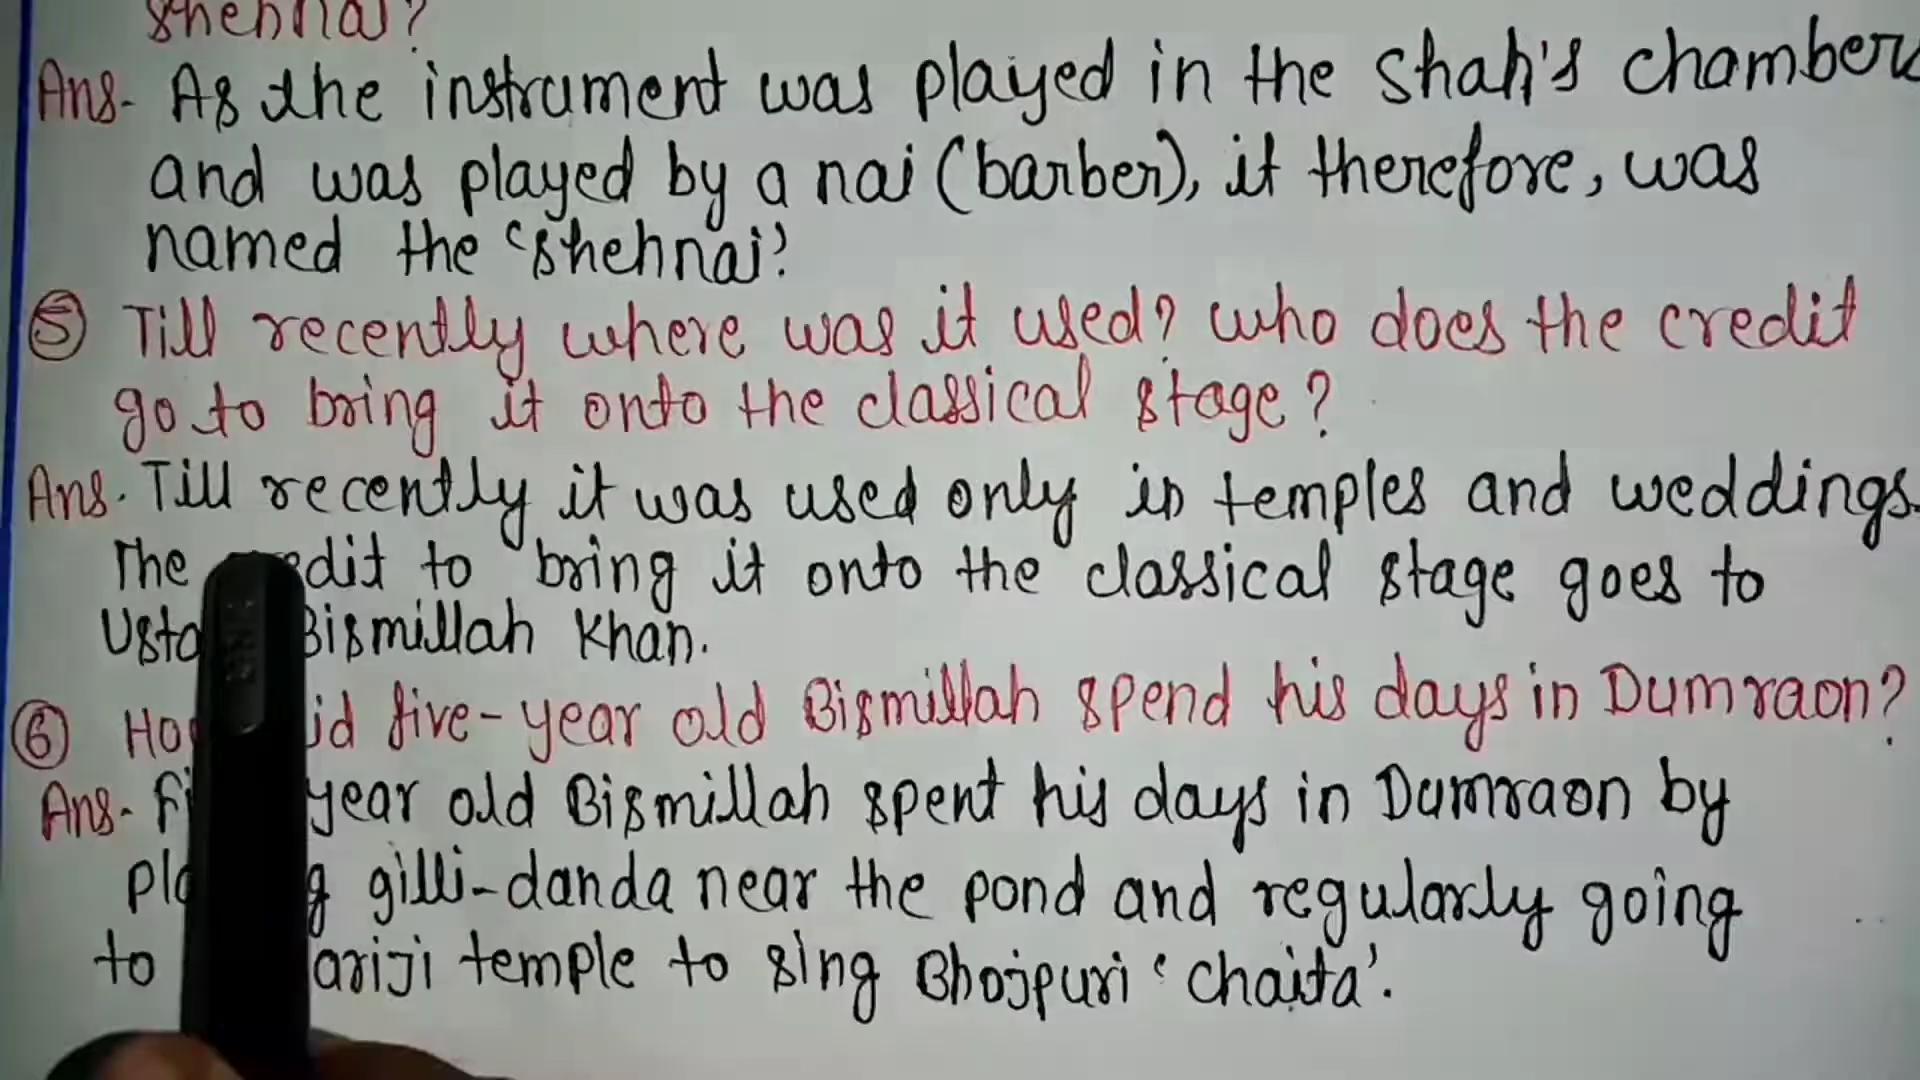 shehnai?
Ans- As the instrument was played in the Shah's chambers
and was played by a nai (barber), it therefore, was
named the 'shehnai'.
⑤ Till recently where was it used? who does the credit
go to bring it onto the classical stage?
Ans. Till recently it was used only in temples and weddings.
The to bring it onto the classical stage goes to
Bismillah Khan.
⑥ five-year old Bismillah spend his days in Dumraon?
Ans- year old Bismillah spent his days in Dumraon by
gilli-danda near the pond and regularly going
to temple to sing Bhojpuri 'Chaita'.